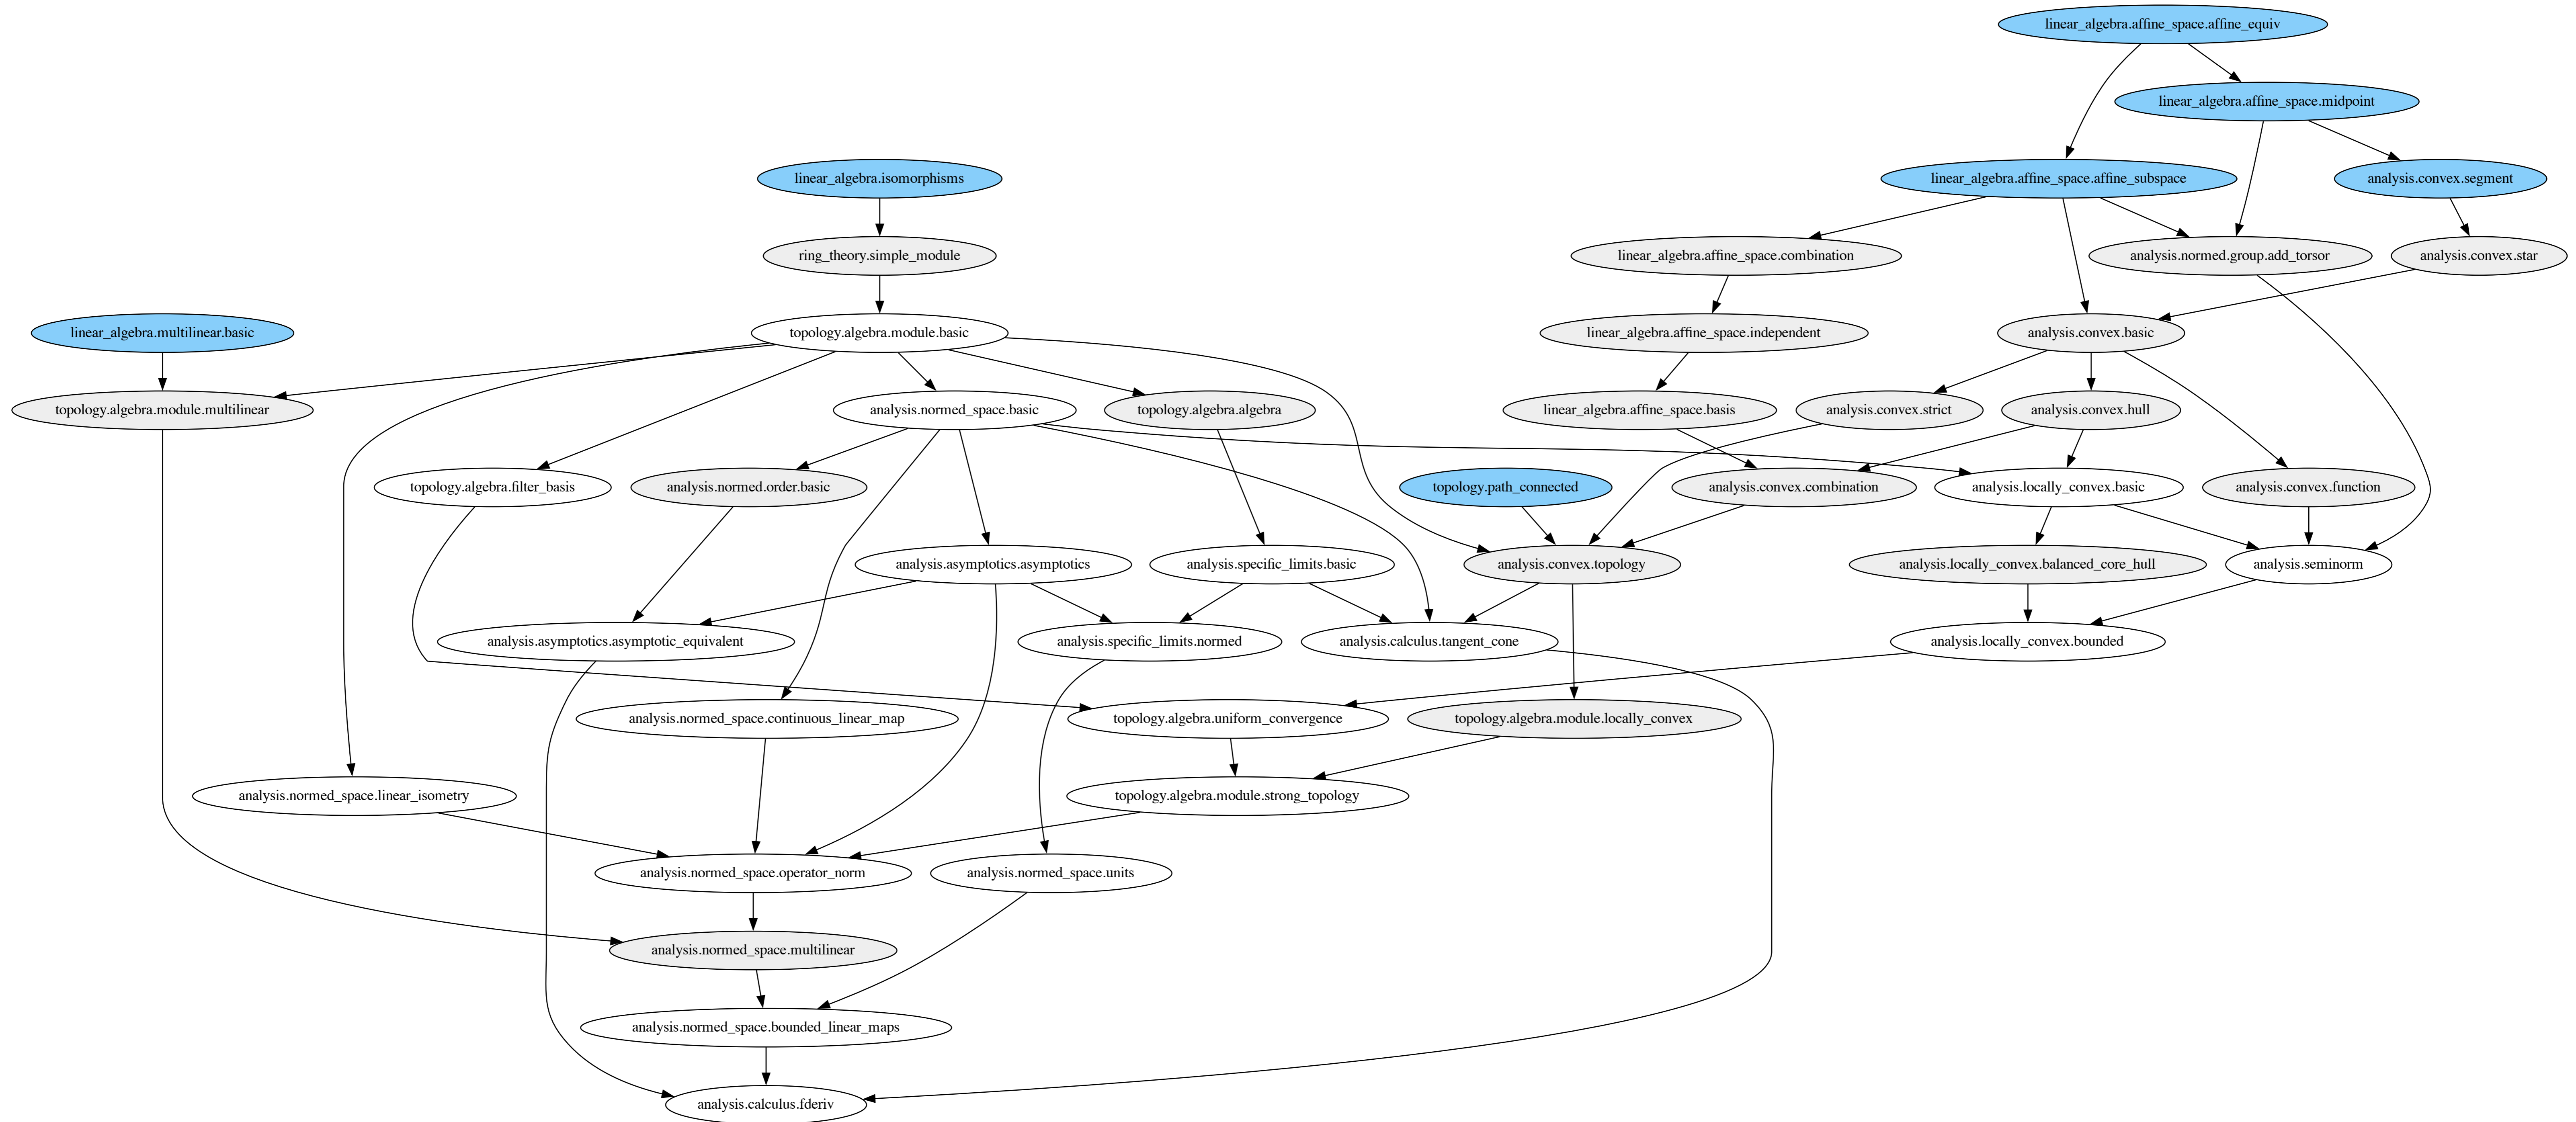 linear_algebra.affine_space.affine_equiv
linear_algebra.affine_space.midpoint
linear_algebra.isomorphisms
linear_algebra.affine_space.affine_subspace
analysis.convex.segment
ring_theory.simple_module
linear_algebra.affine_space.combination
analysis.normed.group.add_torsor
analysis.convex.star
linear_algebra.multilinear.basic
topology.algebra.module.basic
linear_algebra.affine_space.independent
analysis.convex.basic
topology.algebra.module.multilinear
analysis.normed_space.basic
topology.algebra.algebra
linear_algebra.affine_space.basis
analysis.convex.strict
analysis.convex.hull
topology.algebra.filter_basis
analysis.normed.order.basic
topology.path_connected
analysis.convex.combination
analysis.locally_convex.basic
analysis.convex.function
analysis.asymptotics.asymptotics
analysis.specific_limits.basic
analysis.convex.topology
analysis.locally_convex.balanced_core_hull
analysis.seminorm
analysis.asymptotics.asymptotic_equivalent
analysis.specific_limits.normed
analysis.calculus.tangent_cone
analysis.locally_convex.bounded
analysis.normed_space.continuous_linear_map
topology.algebra.uniform_convergence
topology.algebra.module.locally_convex
analysis.normed_space.linear_isometry
topology.algebra.module.strong_topology
analysis.normed_space.operator_norm
analysis.normed_space.units
analysis.normed_space.multilinear
analysis.normed_space.bounded_linear_maps
analysis.calculus.fderiv